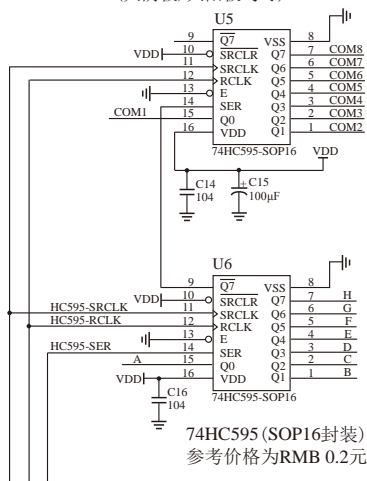 U5
9 Q7 VSS 8
VDD 10 SRCLR Q7 7 COM8
11 SRCLK Q6 6 COM7
12 RCLK Q5 5 COM6
13 E Q4 4 COM5
14 SER Q3 3 COM4
COM1 15 Q0 Q2 2 COM3
16 VDD Q1 1 COM2
74HC595-SOP16
VDD
C14
104
+C15
100μF
U6
9 Q7 VSS 8
VDD 10 SRCLR Q7 7 H
HC595-SRCLK 11 SRCLK Q6 6 G
HC595-RCLK 12 RCLK Q5 5 F
13 E Q4 4 E
HC595-SER 14 SER Q3 3 D
A 15 Q0 Q2 2 C
VDD 16 VDD Q1 1 B
74HC595-SOP16
C16
104
74HC595(SOP16封装)
参考价格为RMB 0.2元